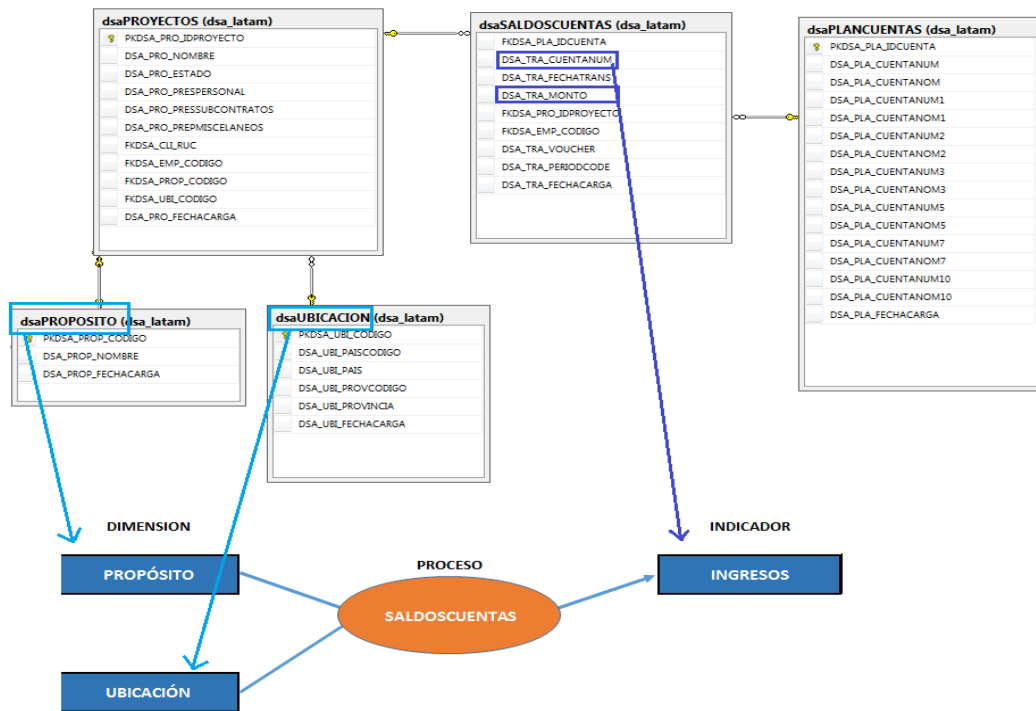 dsaPROYECTOS (dsa_latam)
PKDSA_PRO_IDPROYECTO
DSA_PRO_NOMBRE
DSA_PRO_ESTADO
DSA_PRO_PRESPERSONAL
DSA_PRO_PRESSUBCONTRATOS
DSA_PRO_PREPMISCELANEOS
FKDSA_CLI_RUC
FKDSA_EMP_CODIGO
FKDSA_PROP_CODIGO
FKDSA_UBI_CODIGO
DSA_PRO_FECHACARGA
dsaSALDOSCUENTAS (dsa_latam)
FKDSA_PLA_IDCUENTA
DSA_TRA_CUENTANUM
DSA_TRA_FECHATRANS
DSA_TRA_MONTO
FKDSA_PRO_IDPROYECTO
FKDSA_EMP_CODIGO
DSA_TRA_VOUCHER
DSA_TRA_PERIODCODE
DSA_TRA_FECHACARGA
dsaPLANCUENTAS (dsa_latam)
PKDSA_PLA_IDCUENTA
DSA_PLA_CUENTANUM
DSA_PLA_CUENTANOM
DSA_PLA_CUENTANUM1
DSA_PLA_CUENTANOM1
DSA_PLA_CUENTANUM2
DSA_PLA_CUENTANOM2
DSA_PLA_CUENTANUM3
DSA_PLA_CUENTANOM3
DSA_PLA_CUENTANUM5
DSA_PLA_CUENTANOM5
DSA_PLA_CUENTANUM7
DSA_PLA_CUENTANOM7
DSA_PLA_CUENTANUM10
DSA_PLA_CUENTANOM10
DSA_PLA_FECHACARGA
dsaPROPOSITO (dsa_latam)
PKDSA_PROP_CODIGO
DSA_PROP_NOMBRE
DSA_PROP_FECHACARGA
dsaUBICACION (dsa_latam)
PKDSA_UBI_CODIGO
DSA_UBI_PAISCODIGO
DSA_UBI_PAIS
DSA_UBI_PROVCODIGO
DSA_UBI_PROVINCIA
DSA_UBI_FECHACARGA
DIMENSION
INDICADOR
PROCESO
PROPÓSITO
INGRESOS
SALDOSCUENTAS
UBICACIÓN